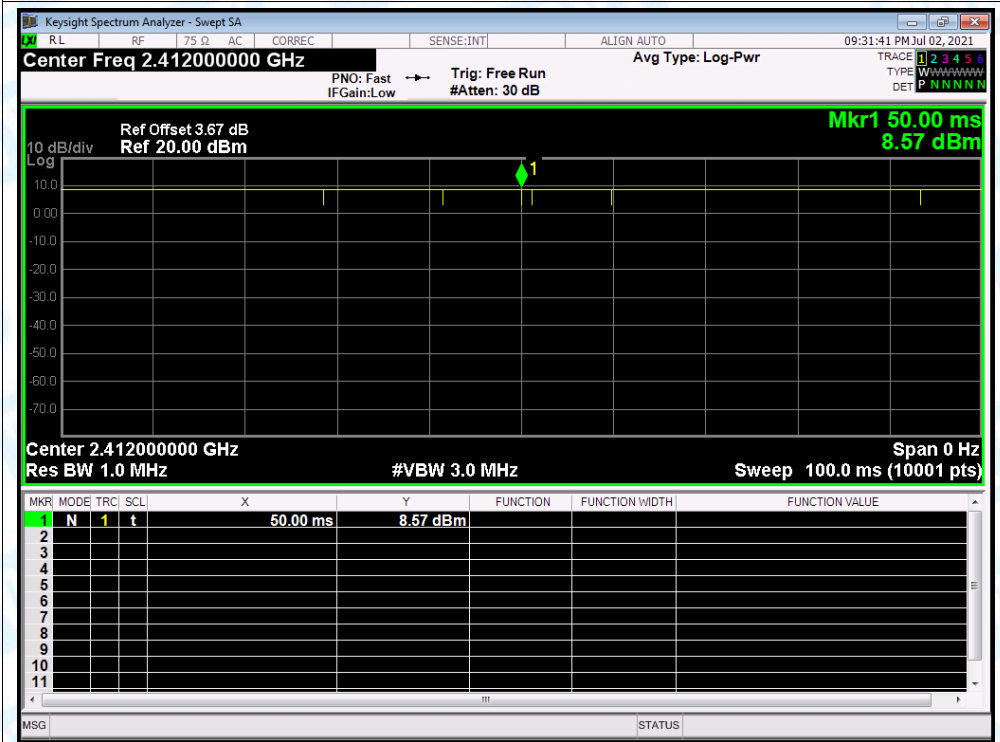 Keysight Spectrum Analyzer - Swept SA
LXI RL RF 75 Ω AC CORREC SENSE:INT ALIGN AUTO 09:31:41 PM Jul 02, 2021
Center Freq 2.412000000 GHz Avg Type: Log-Pwr TRACE 1 2 3 4 5 6
PNO: Fast Trig: Free Run TYPE WWWWWW
IFGain:Low #Atten: 30 dB DET P N N N N N
Mkr1 50.00 ms
Ref Offset 3.67 dB 8.57 dBm
10 dB/div Ref 20.00 dBm
Log
1
10.0
0.00
-10.0
-20.0
-30.0
-40.0
-50.0
-60.0
-70.0
Center 2.412000000 GHz Span 0 Hz
Res BW 1.0 MHz #VBW 3.0 MHz Sweep 100.0 ms (10001 pts)
MKR MODE TRC SCL X Y FUNCTION FUNCTION WIDTH FUNCTION VALUE
1 N 1 t 50.00 ms 8.57 dBm
2
3
4
5
6
7
8
9
10
11
MSG STATUS